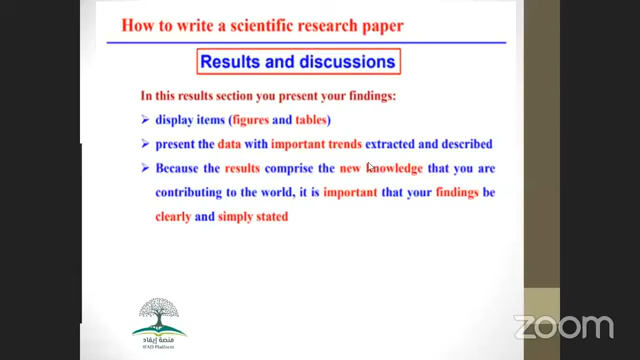 How to write a scientific research paper
Results and discussions
In this results section you present your findings:
display items (figures and tables)
present the data with important trends extracted and described
Because the results comprise the new knowledge that you are
contributing to the world, it is important that your findings be
clearly and simply stated
منصة إيفاد
IFAD Platform
zoom